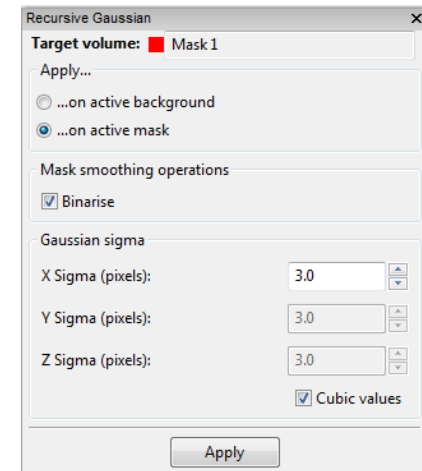 Recursive Gaussian
Target volume: Mask 1
Apply...
...on active background
...on active mask
Mask smoothing operations
Binarise
Gaussian sigma
X Sigma (pixels): 3.0
Y Sigma (pixels): 3.0
Z Sigma (pixels): 3.0
Cubic values
Apply